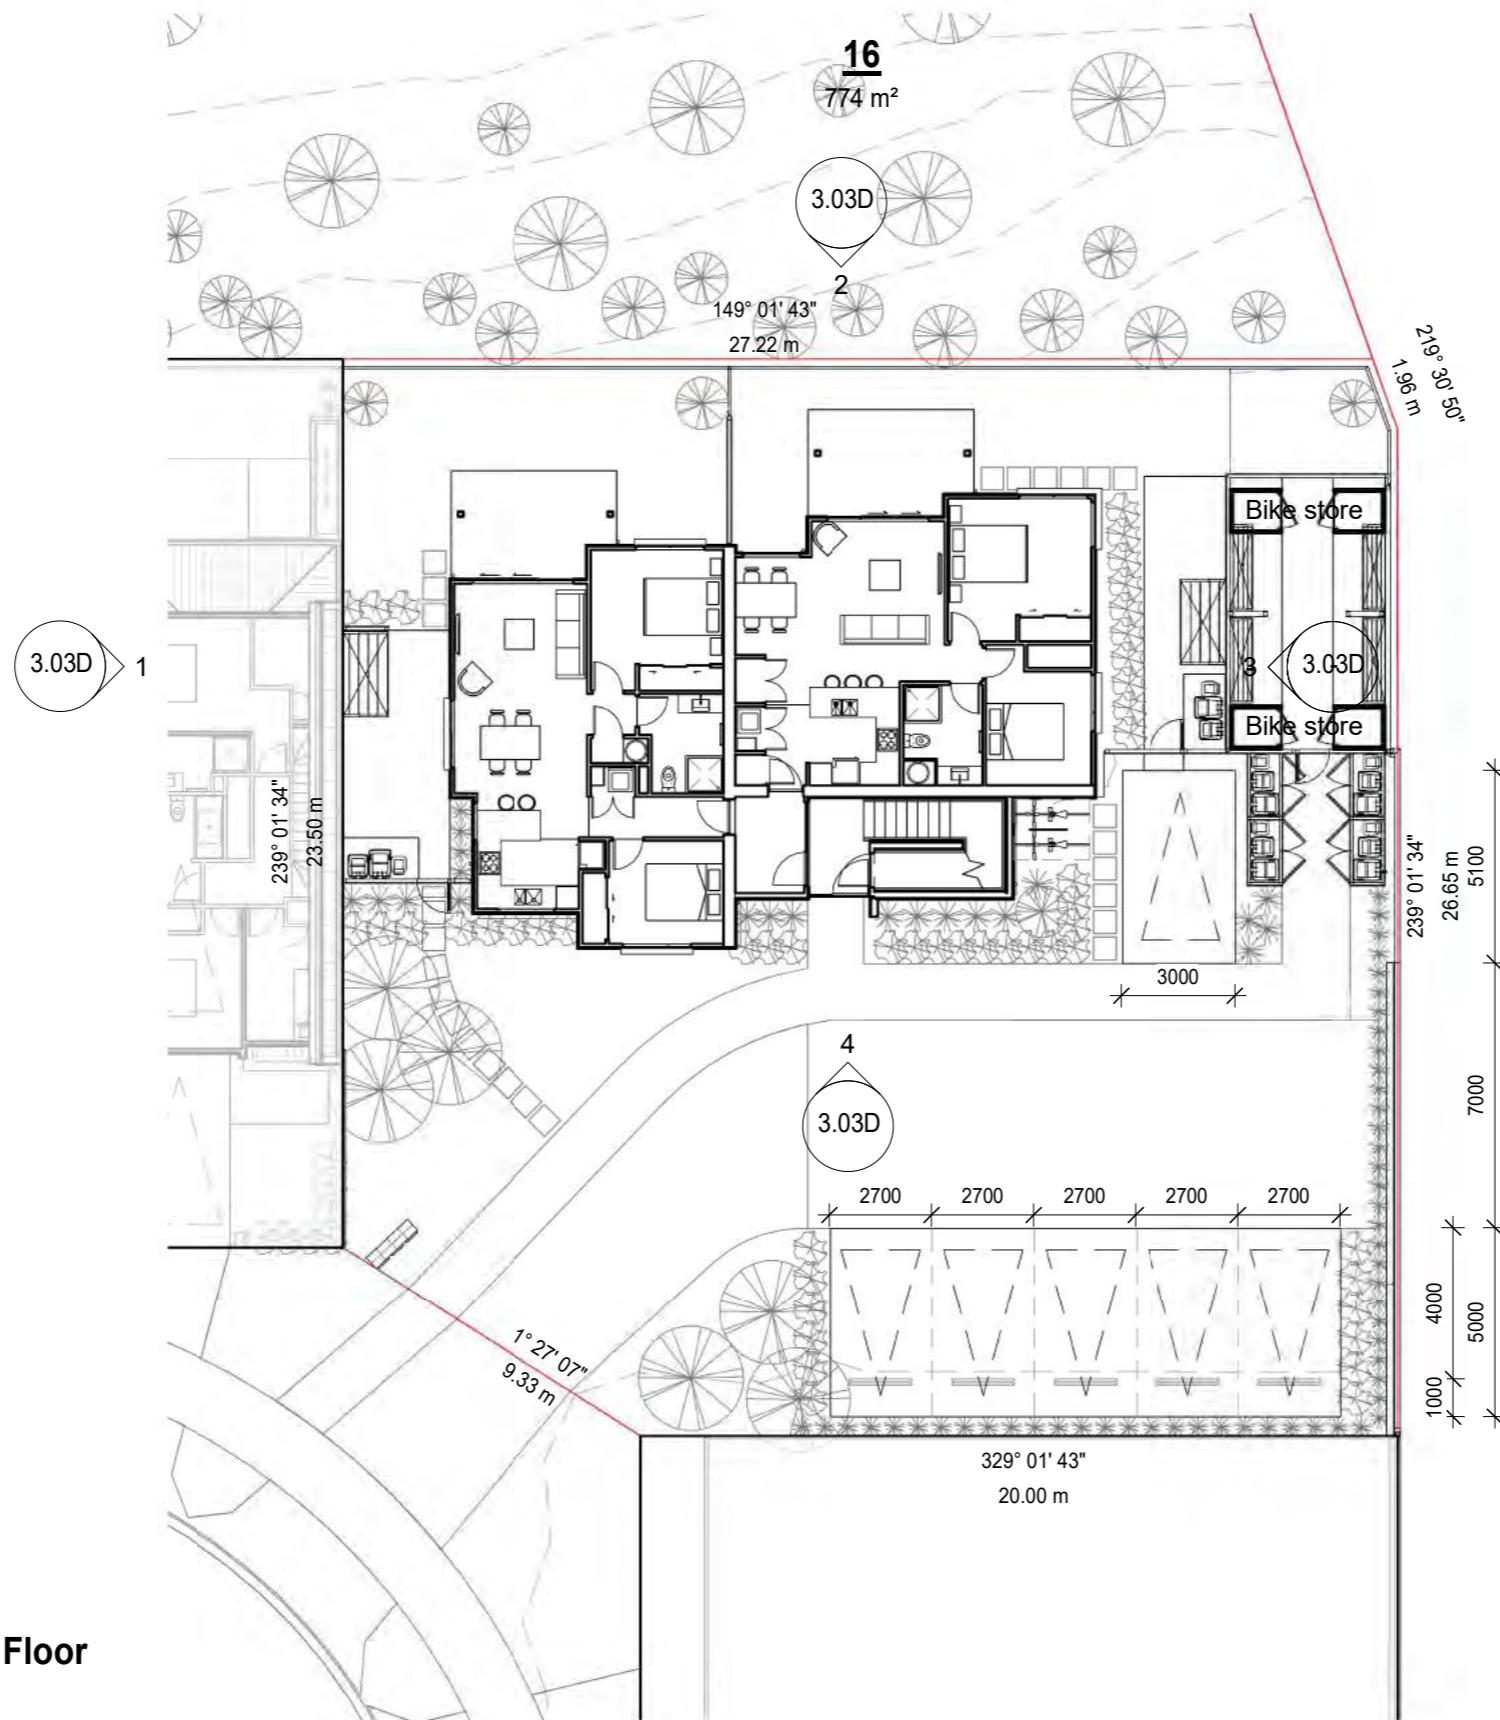 16
774 m²
3.03D
2
149° 01' 43"
27.22 m
219° 30' 50"
1.96 m
Bike store
3.03D
1
3
3.03D
Bike store
239° 01' 34"
23.50 m
239° 01' 34"
26.65 m
5100
3000
7000
4
3.03D
2700
2700
2700
2700
2700
4000
5000
1000
1° 27' 07"
9.33 m
329° 01' 43"
20.00 m
Floor